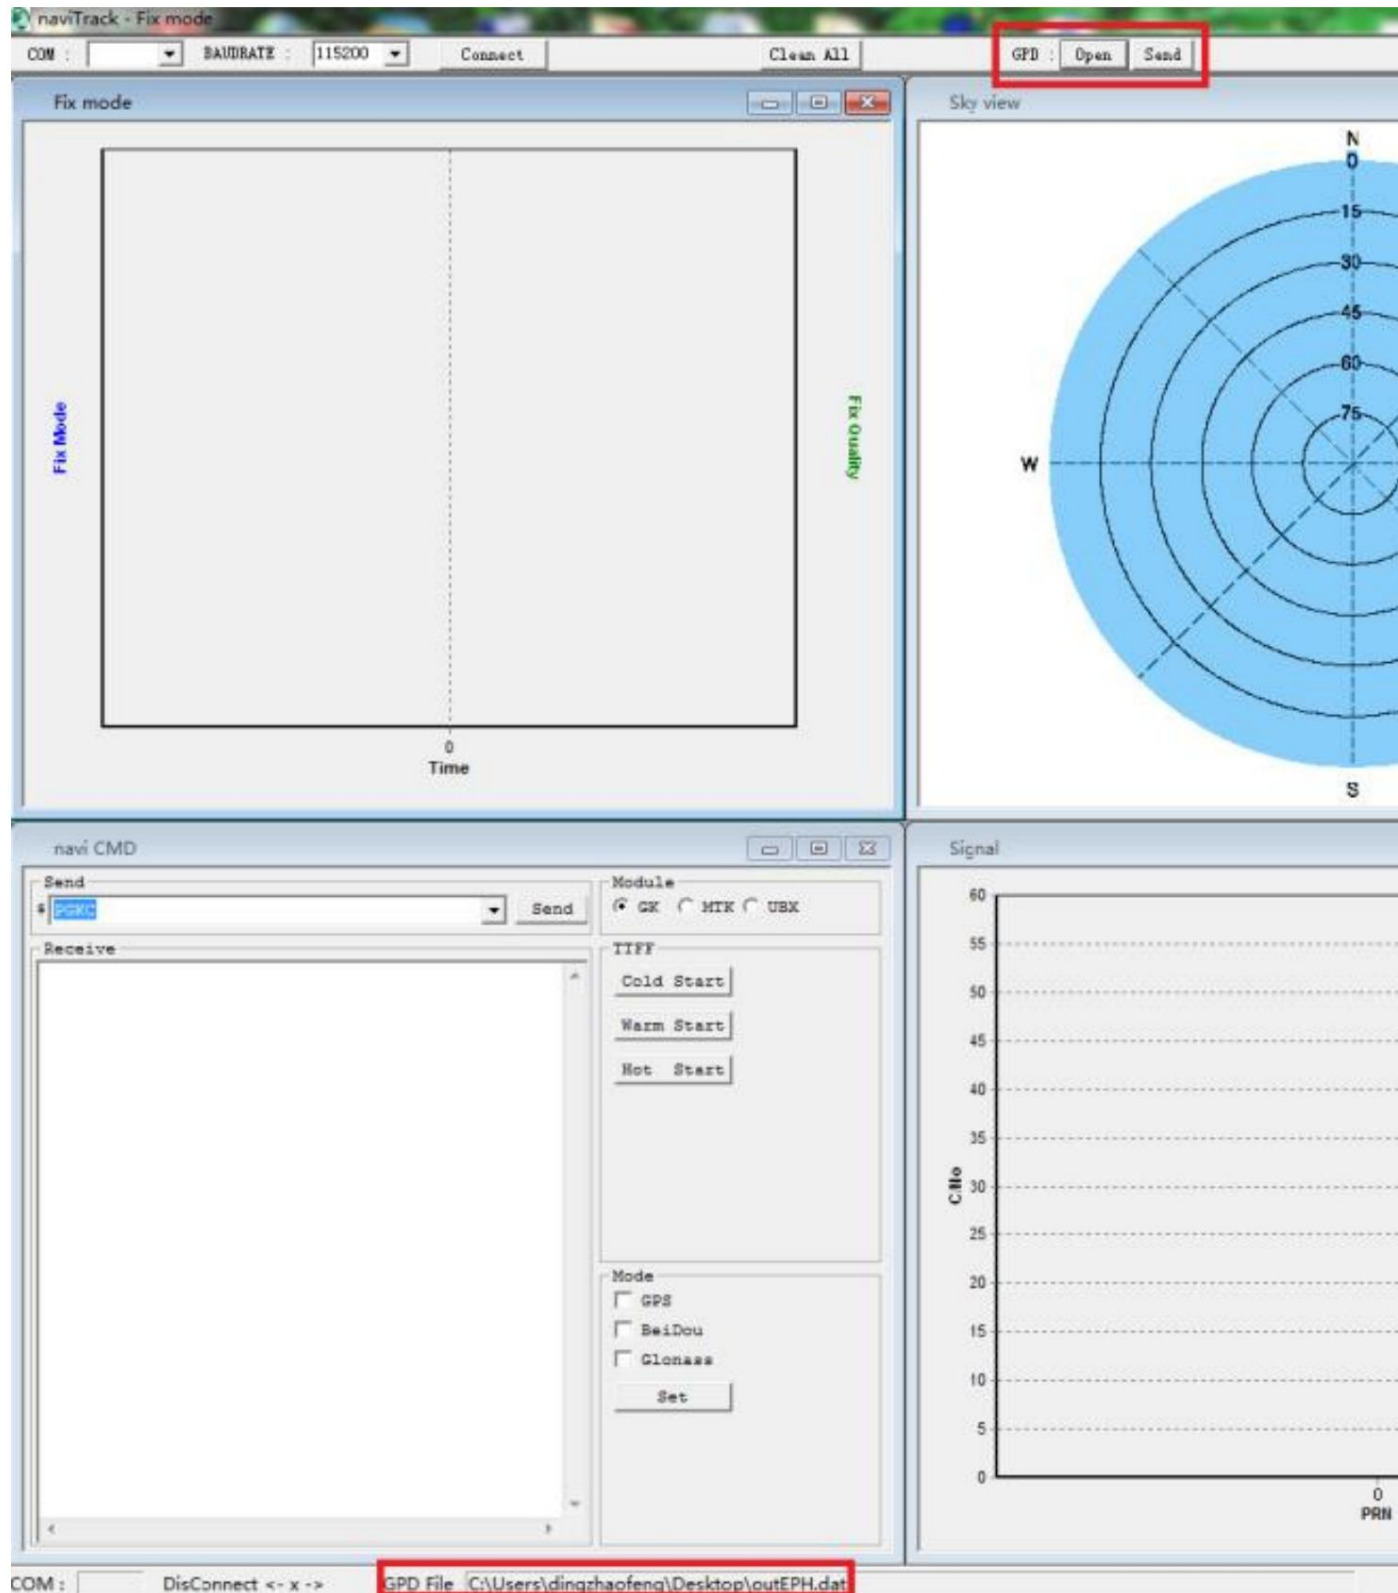 naviTrack - Fix mode
COM : BAUDRATE : 115200 Connect Clean All GPD : Open Send
Fix mode
Fix Mode
Fix Quality
0
Time
Sky view
N
0
15
30
45
60
75
W
S
navi CMD
Send
$ PGKC Send
Receive
Module
GK MTK UBX
TTFF
Cold Start
Warm Start
Hot Start
Mode
GPS
BeiDou
Glonass
Set
Signal
60
55
50
45
40
35
30
25
20
15
10
5
0
C/No
0
PRN
COM : DisConnect <- x -> GPD File C:\Users\dingzhaofeng\Desktop\outEPH.dat